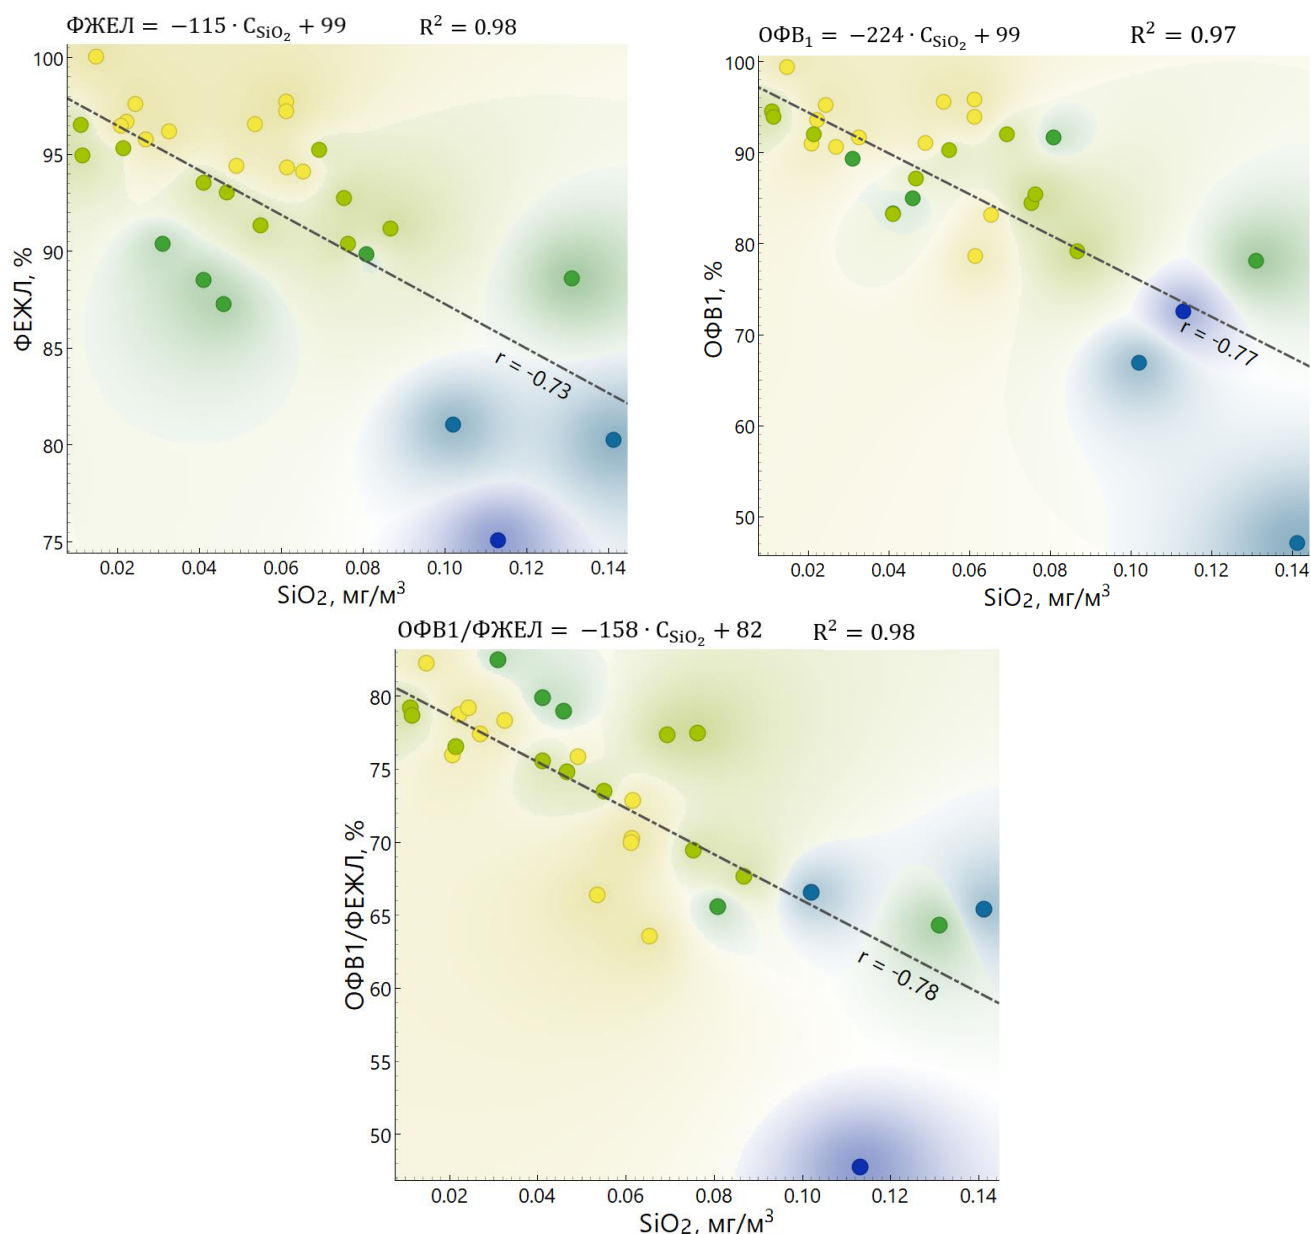 ФЖЕЛ = −115 · C_SiO₂ + 99 R² = 0.98
100
95
90
85
80
75
ФЕЖЛ, %
r = -0.73
0.02 0.04 0.06 0.08 0.10 0.12 0.14
SiO₂, мг/м³
ОФВ₁ = −224 · C_SiO₂ + 99 R² = 0.97
100
90
80
70
60
50
ОФВ1, %
r = -0.77
0.02 0.04 0.06 0.08 0.10 0.12 0.14
SiO₂, мг/м³
ОФВ1/ФЖЕЛ = −158 · C_SiO₂ + 82 R² = 0.98
80
75
70
65
60
55
50
ОФВ1/ФЕЖЛ, %
r = -0.78
0.02 0.04 0.06 0.08 0.10 0.12 0.14
SiO₂, мг/м³